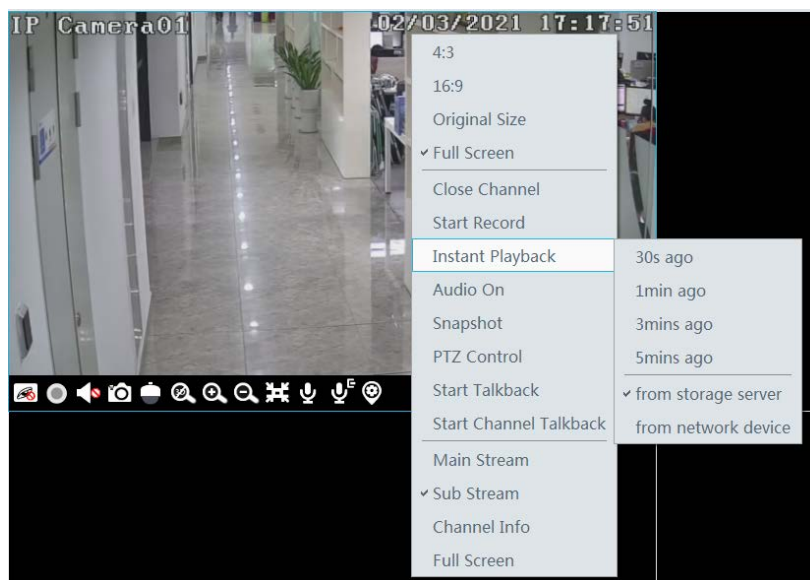 IP Camera01
02/03/2021 17:17:51
4:3
16:9
Original Size
Full Screen
Close Channel
Start Record
Instant Playback
Audio On
Snapshot
PTZ Control
Start Talkback
Start Channel Talkback
Main Stream
Sub Stream
Channel Info
Full Screen
30s ago
1min ago
3mins ago
5mins ago
from storage server
from network device